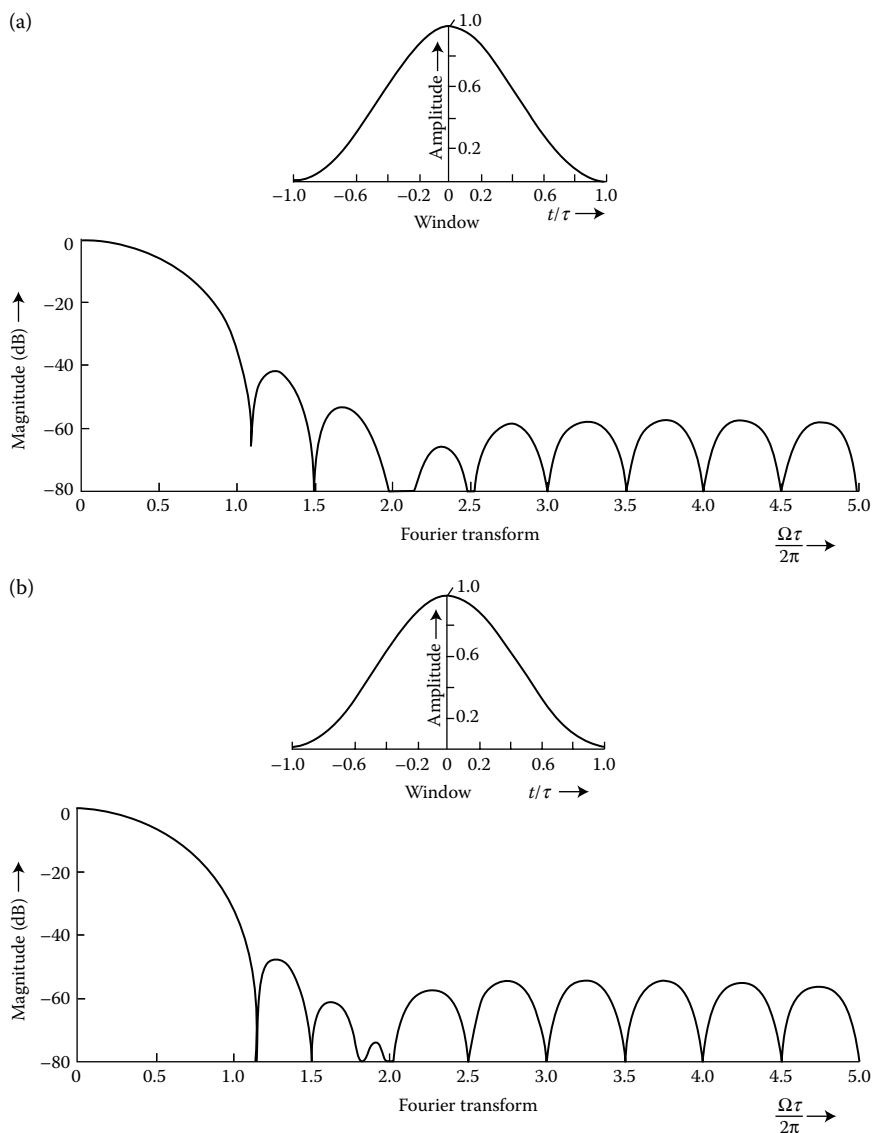 (a)
1.0
0.6
0.2
Amplitude
−1.0 −0.6 −0.2 0 0.2 0.6 1.0
Window t/τ
0
−20
−40
−60
−80
Magnitude (dB)
0 0.5 1.0 1.5 2.0 2.5 3.0 3.5 4.0 4.5 5.0
Fourier transform
Ωτ
2π
(b)
1.0
0.6
0.2
Amplitude
−1.0 −0.6 −0.2 0 0.2 0.6 1.0
Window t/τ
0
−20
−40
−60
−80
Magnitude (dB)
0 0.5 1.0 1.5 2.0 2.5 3.0 3.5 4.0 4.5 5.0
Fourier transform
Ωτ
2π